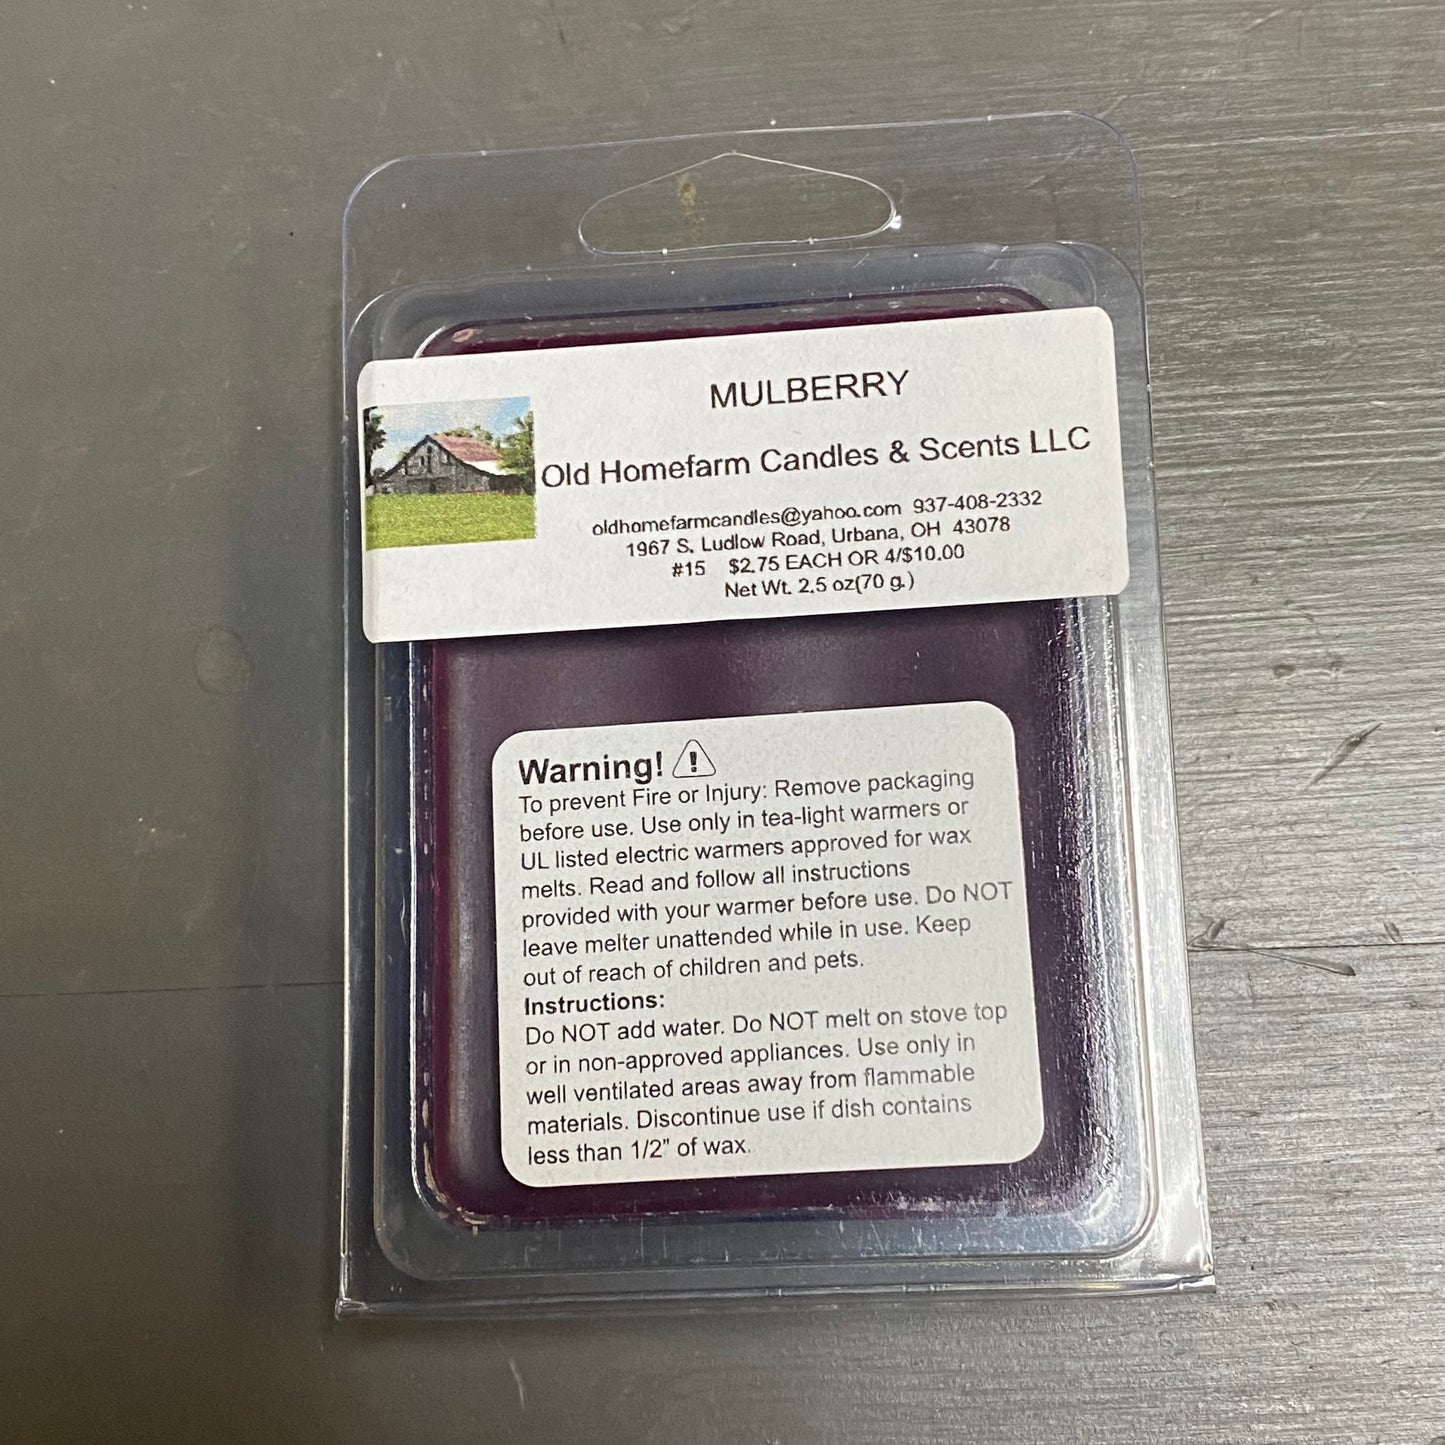 MULBERRY
Old Homefarm Candles & Scents LLC
oldhomefarmcandles@yahoo.com 937-408-2332
1967 S. Ludlow Road, Urbana, OH 43078
#15 $2.75 EACH OR 4/$10.00
Net Wt. 2.5 oz(70 g.)
Warning! !
To prevent Fire or Injury: Remove packaging
before use. Use only in tea-light warmers or
UL listed electric warmers approved for wax
melts. Read and follow all instructions
provided with your warmer before use. Do NOT
leave melter unattended while in use. Keep
out of reach of children and pets.
Instructions:
Do NOT add water. Do NOT melt on stove top
or in non-approved appliances. Use only in
well ventilated areas away from flammable
materials. Discontinue use if dish contains
less than 1/2” of wax.